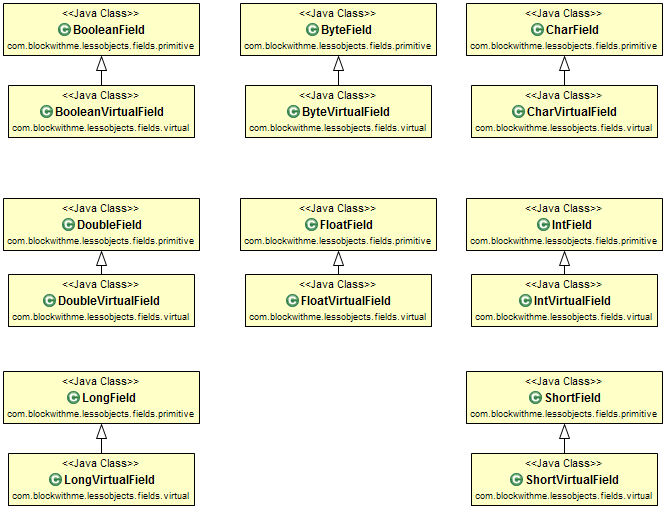 <<Java Class>>
BooleanField
com.blockwithme.lessobjects.fields.primitive
<<Java Class>>
BooleanVirtualField
com.blockwithme.lessobjects.fields.virtual
<<Java Class>>
ByteField
com.blockwithme.lessobjects.fields.primitive
<<Java Class>>
ByteVirtualField
com.blockwithme.lessobjects.fields.virtual
<<Java Class>>
CharField
com.blockwithme.lessobjects.fields.primitive
<<Java Class>>
CharVirtualField
com.blockwithme.lessobjects.fields.virtual
<<Java Class>>
DoubleField
com.blockwithme.lessobjects.fields.primitive
<<Java Class>>
DoubleVirtualField
com.blockwithme.lessobjects.fields.virtual
<<Java Class>>
FloatField
com.blockwithme.lessobjects.fields.primitive
<<Java Class>>
FloatVirtualField
com.blockwithme.lessobjects.fields.virtual
<<Java Class>>
IntField
com.blockwithme.lessobjects.fields.primitive
<<Java Class>>
IntVirtualField
com.blockwithme.lessobjects.fields.virtual
<<Java Class>>
LongField
com.blockwithme.lessobjects.fields.primitive
<<Java Class>>
LongVirtualField
com.blockwithme.lessobjects.fields.virtual
<<Java Class>>
ShortField
com.blockwithme.lessobjects.fields.primitive
<<Java Class>>
ShortVirtualField
com.blockwithme.lessobjects.fields.virtual